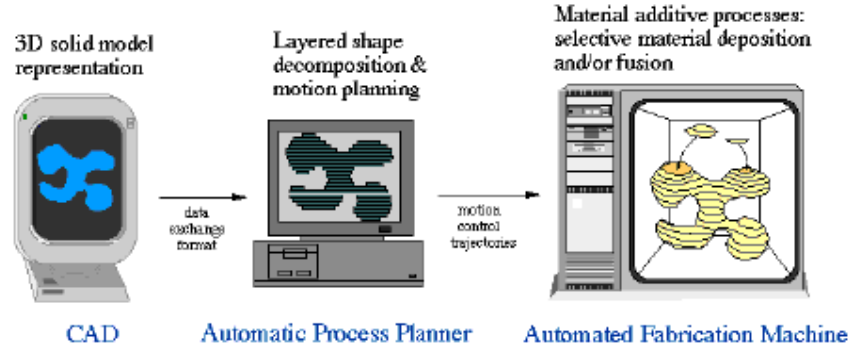 3D solid model
representation
Layered shape
decomposition &
motion planning
Material additive processes:
selective material deposition
and/or fusion
data
exchange
format
motion
control
trajectories
CAD
Automatic Process Planner
Automated Fabrication Machine